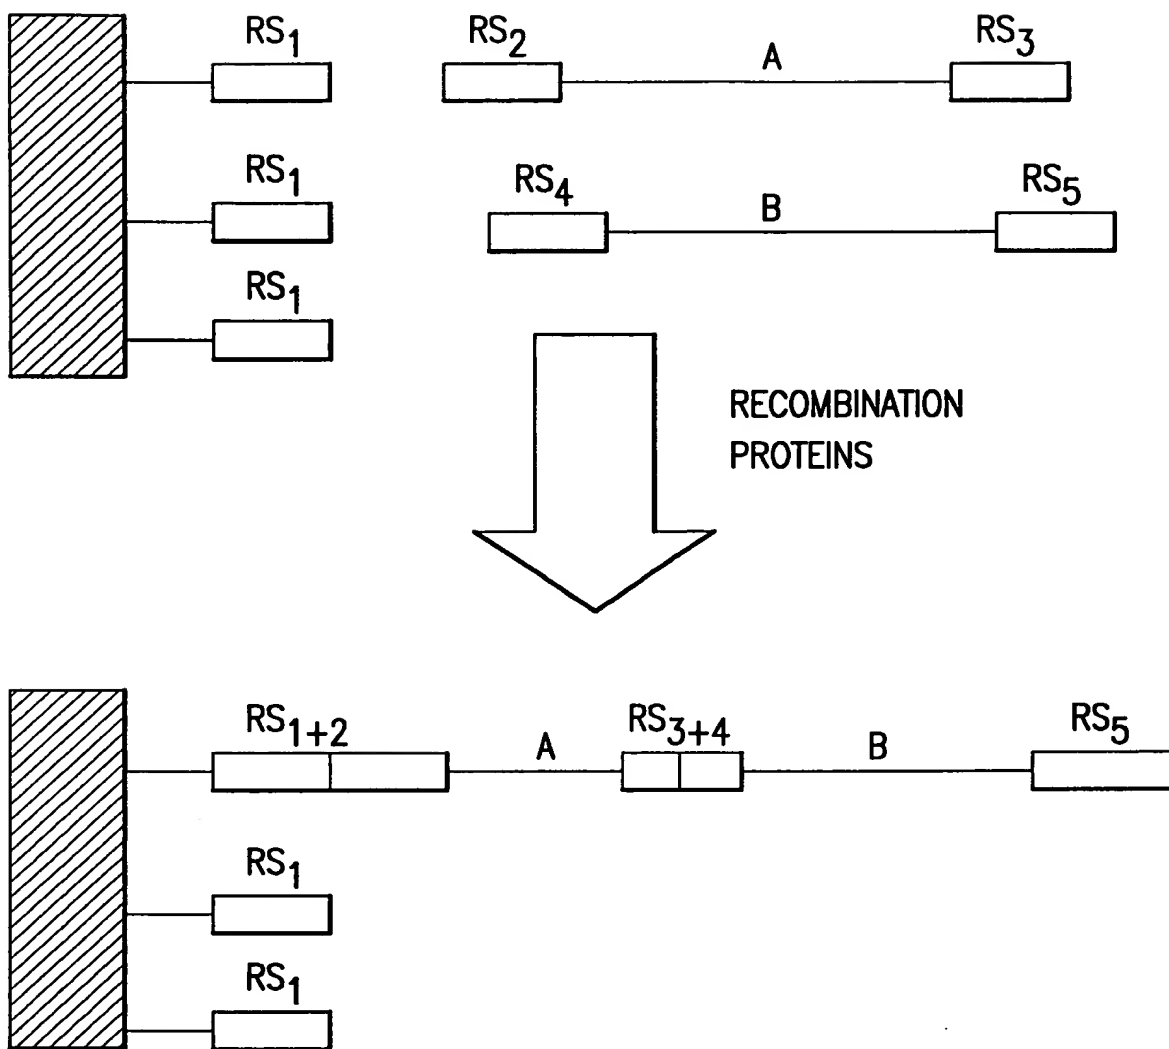 RS1 RS2 A RS3
RS1 RS4 B RS5
RS1
RECOMBINATION
PROTEINS
RS1+2 A RS3+4 B RS5
RS1
RS1